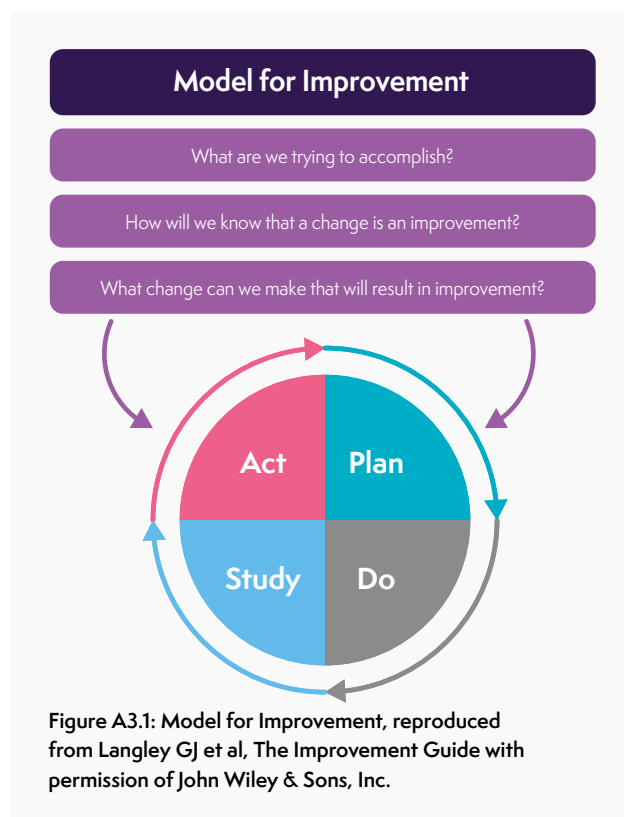 Model for Improvement
What are we trying to accomplish?
How will we know that a change is an improvement?
What change can we make that will result in improvement?
Act
Plan
Study
Do
Figure A3.1: Model for Improvement, reproduced
from Langley GJ et al, The Improvement Guide with
permission of John Wiley & Sons, Inc.